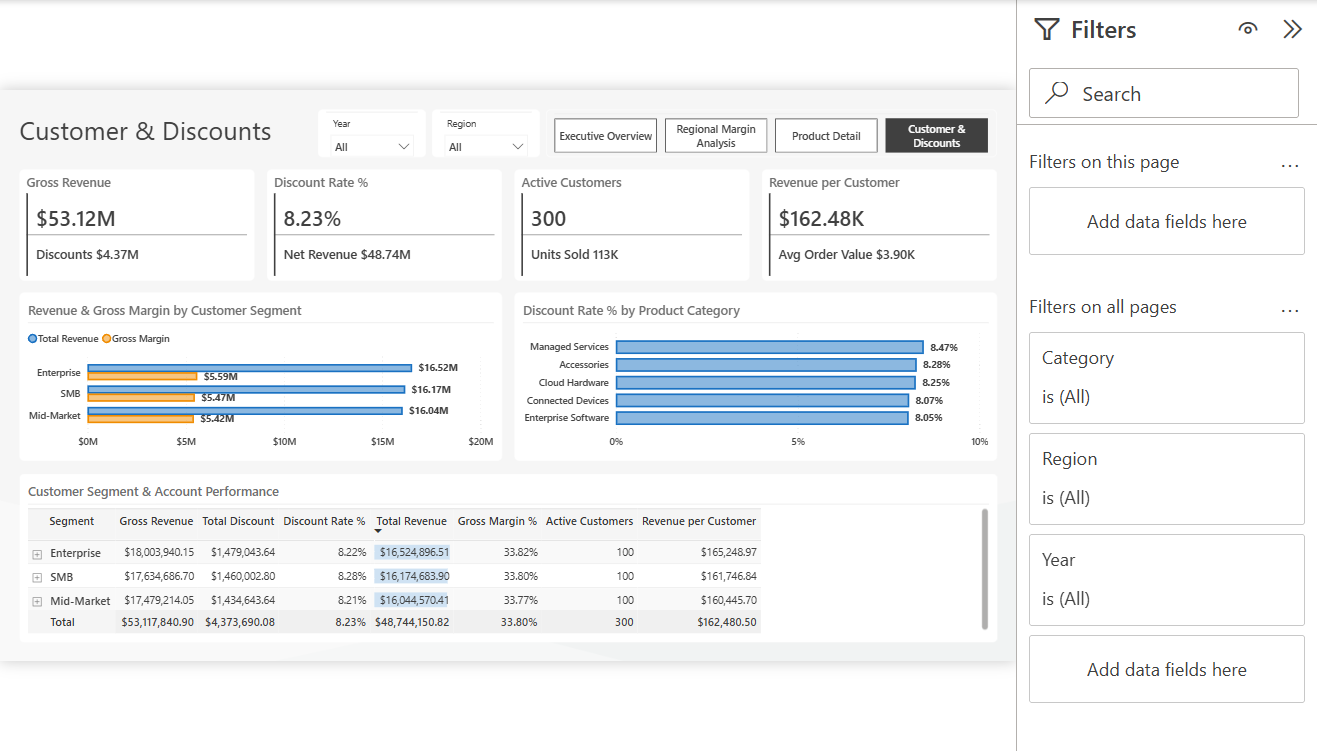 Customer & Discounts
Year
All
Region
All
Executive Overview
Regional Margin
Analysis
Product Detail
Customer &
Discounts
Gross Revenue
$53.12M
Discounts $4.37M
Discount Rate %
8.23%
Net Revenue $48.74M
Active Customers
300
Units Sold 113K
Revenue per Customer
$162.48K
Avg Order Value $3.90K
Revenue & Gross Margin by Customer Segment
Total Revenue Gross Margin
Enterprise $16.52M
$5.59M
SMB $16.17M
$5.47M
Mid-Market $16.04M
$5.42M
$0M $5M $10M $15M $20M
Discount Rate % by Product Category
Managed Services 8.47%
Accessories 8.28%
Cloud Hardware 8.25%
Connected Devices 8.07%
Enterprise Software 8.05%
0% 5% 10%
Customer Segment & Account Performance
Segment Gross Revenue Total Discount Discount Rate % Total Revenue Gross Margin % Active Customers Revenue per Customer
Enterprise $18,003,940.15 $1,479,043.64 8.22% $16,524,896.51 33.82% 100 $165,248.97
SMB $17,634,686.70 $1,460,002.80 8.28% $16,174,683.90 33.80% 100 $161,746.84
Mid-Market $17,479,214.05 $1,434,643.64 8.21% $16,044,570.41 33.77% 100 $160,445.70
Total $53,117,840.90 $4,373,690.08 8.23% $48,744,150.82 33.80% 300 $162,480.50
Filters
Search
Filters on this page ...
Add data fields here
Filters on all pages ...
Category
is (All)
Region
is (All)
Year
is (All)
Add data fields here